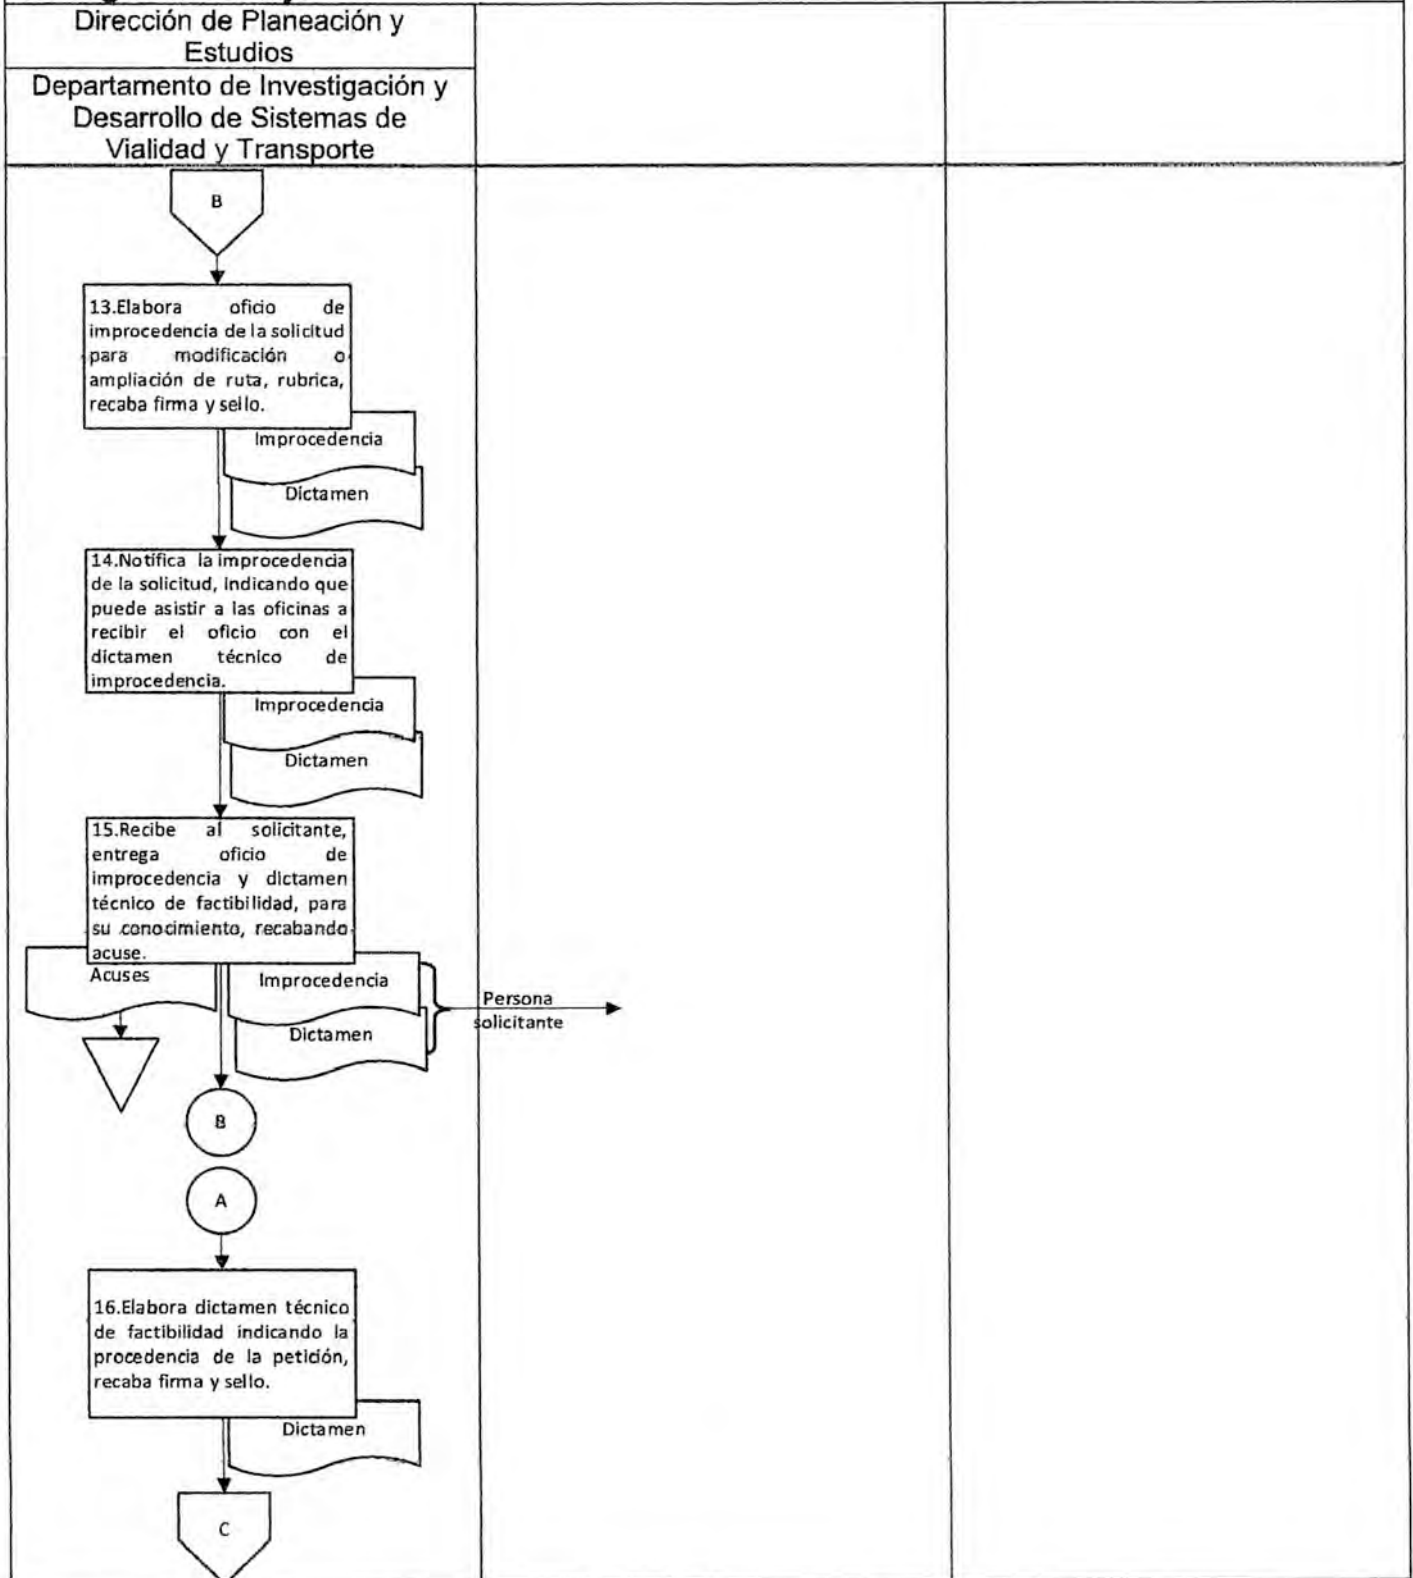 Dirección de Planeación y
Estudios
Departamento de Investigación y
Desarrollo de Sistemas de
Vialidad y Transporte
B
13.Elabora oficio de
improcedencia de la solicitud
para modificación o
ampliación de ruta, rubrica,
recaba firma y sello.
Improcedencia
Dictamen
14.Notifica la improcedencia
de la solicitud, indicando que
puede asistir a las oficinas a
recibir el oficio con el
dictamen técnico de
improcedencia.
Improcedencia
Dictamen
15.Recibe al solicitante,
entrega oficio de
improcedencia y dictamen
técnico de factibilidad, para
su conocimiento, recabando
acuse.
Acuses
Improcedencia
Dictamen
Persona
solicitante
B
A
16.Elabora dictamen técnico
de factibilidad indicando la
procedencia de la petición,
recaba firma y sello.
Dictamen
C